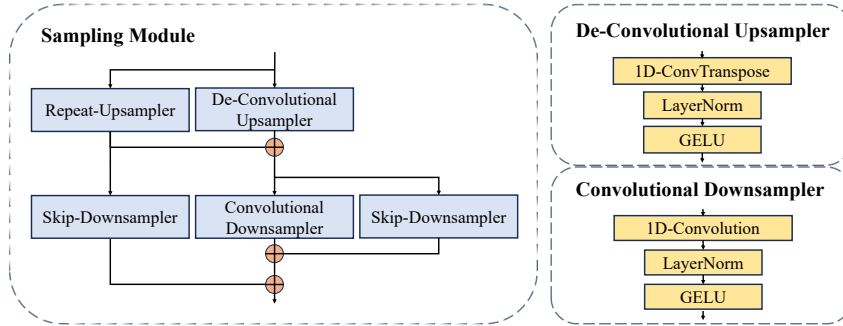 Sampling Module
Repeat-Upsampler
De-Convolutional
Upsampler
Skip-Downsampler
Convolutional
Downsampler
Skip-Downsampler
De-Convolutional Upsampler
1D-ConvTranspose
LayerNorm
GELU
Convolutional Downsampler
1D-Convolution
LayerNorm
GELU